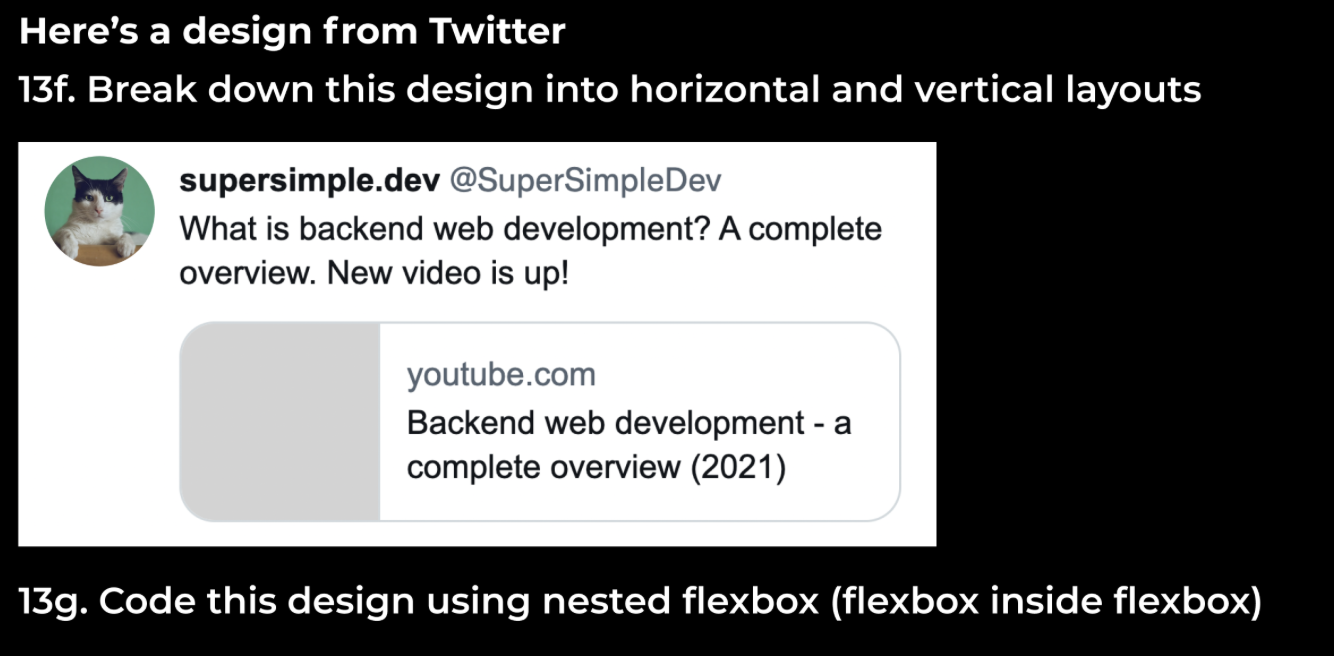 Here’s a design from Twitter
13f. Break down this design into horizontal and vertical layouts
supersimple.dev @SuperSimpleDev
What is backend web development? A complete
overview. New video is up!
youtube.com
Backend web development - a
complete overview (2021)
13g. Code this design using nested flexbox (flexbox inside flexbox)